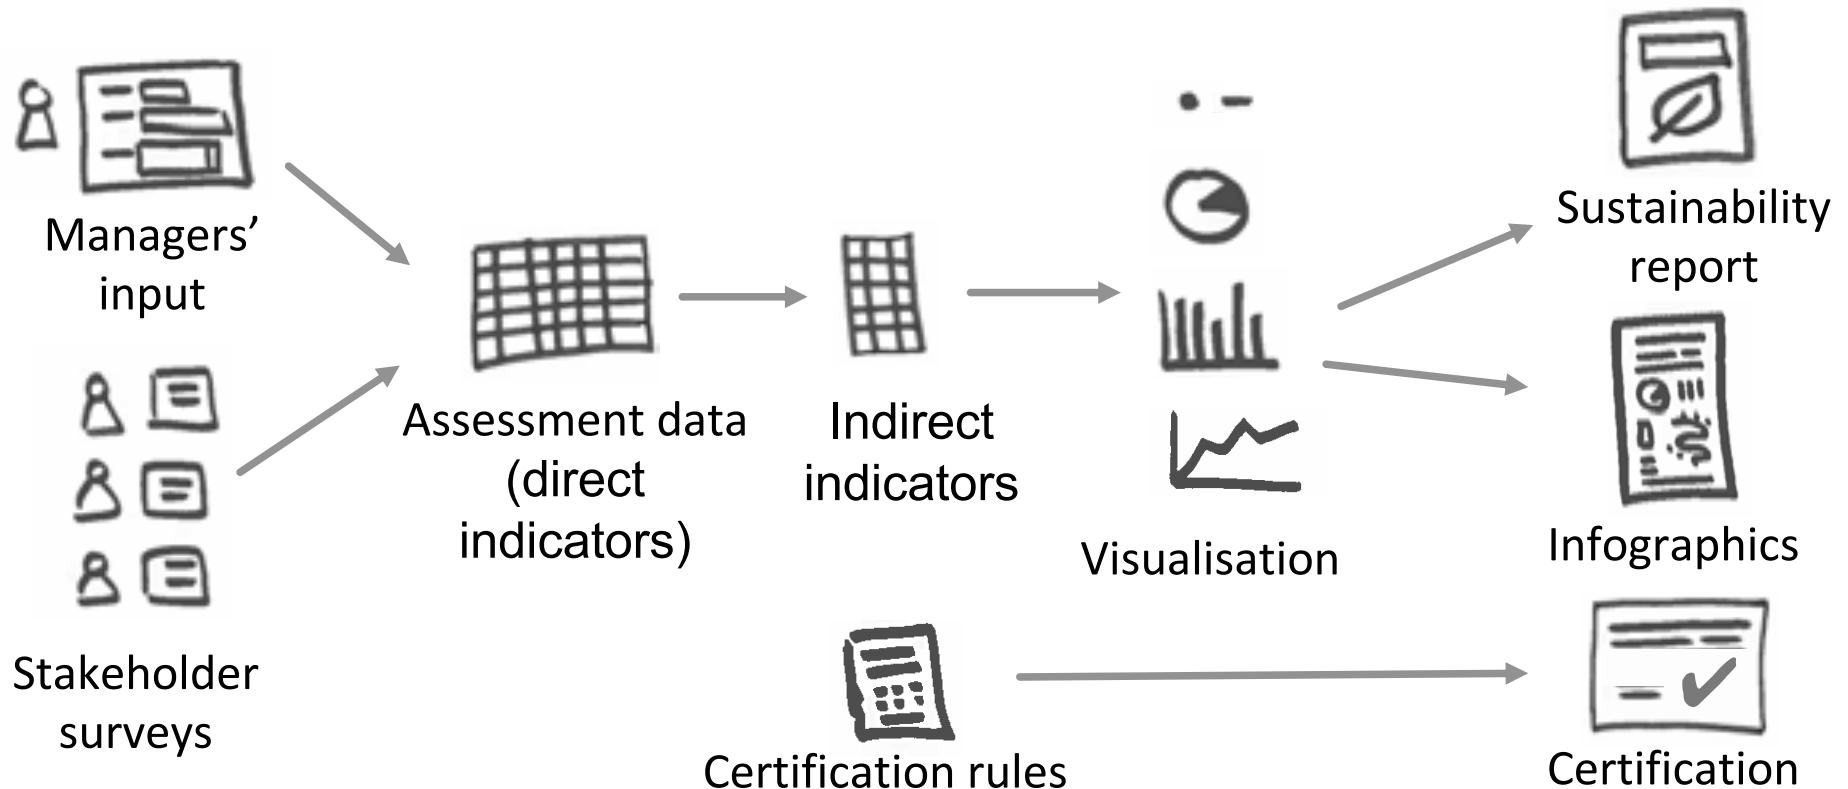 Managers’
input
Stakeholder
surveys
Assessment data
(direct
indicators)
Indirect
indicators
Visualisation
Certification rules
Sustainability
report
Infographics
Certification